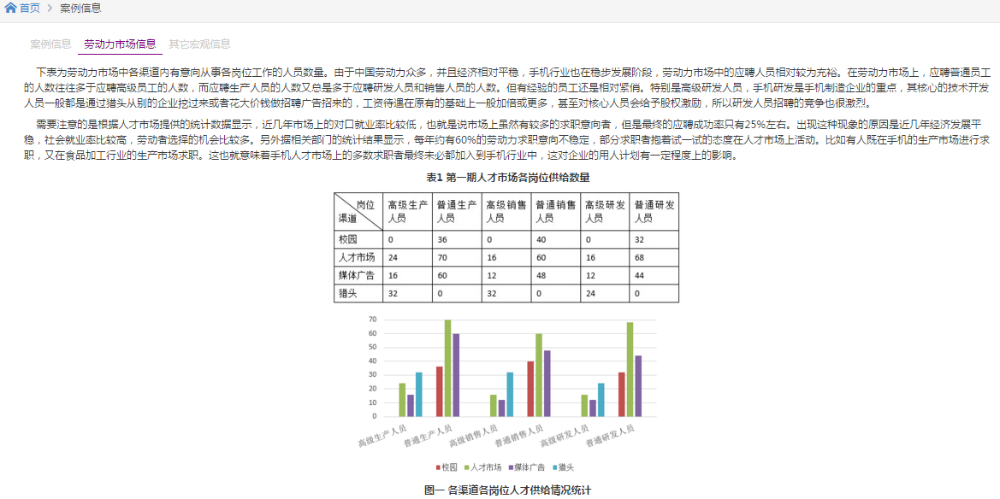 首页 > 案例信息
案例信息 劳动力市场信息 其它宏观信息
下表为劳动力市场中各渠道内有意向从事各岗位工作的人员数量。由于中国劳动力众多，并且经济相对平稳，手机行业也在稳步发展阶段，劳动力市场中的应聘人员相对较为充裕。在劳动力市场上，应聘普通员工
的人数往往多于应聘高级员工的人数，而应聘生产人员的人数又总是多于应聘研发人员和销售人员的人数。但有经验的员工还是相对紧俏。特别是高级研发人员，手机研发是手机制造企业的重点，其核心的技术开发
人员一般都是通过猎头从别的企业挖过来或者花大价钱做招聘广告招来的，工资待遇在原有的基础上一般加倍或更多，甚至对核心人员会给予股权激励，所以研发人员招聘的竞争也很激烈。
需要注意的是根据人才市场提供的统计数据显示，近几年市场上的对口就业率比较低，也就是说市场上虽然有较多的求职意向者，但是最终的应聘成功率只有25%左右。出现这种现象的原因是近几年经济发展平
稳，社会就业率比较高，劳动者选择的机会比较多。另外据相关部门的统计结果显示，每年约有60%的劳动力求职意向不稳定，部分求职者抱着试一试的态度在人才市场上活动。比如有人既在手机的生产市场进行求
职，又在食品加工行业的生产市场求职。这也就意味着手机人才市场上的多数求职者最终未必都加入到手机行业中，这对企业的用人计划有一定程度上的影响。
表1 第一期人才市场各岗位供给数量
岗位 高级生产 普通生产 高级销售 普通销售 高级研发 普通研发
渠道 人员 人员 人员 人员 人员 人员
校园 0 36 0 40 0 32
人才市场 24 70 16 60 16 68
媒体广告 16 60 12 48 12 44
猎头 32 0 32 0 24 0
70
60
50
40
30
20
10
0
高级生产人员 普通生产人员 高级销售人员 普通销售人员 高级研发人员 普通研发人员
校园 人才市场 媒体广告 猎头
图一 各渠道各岗位人才供给情况统计